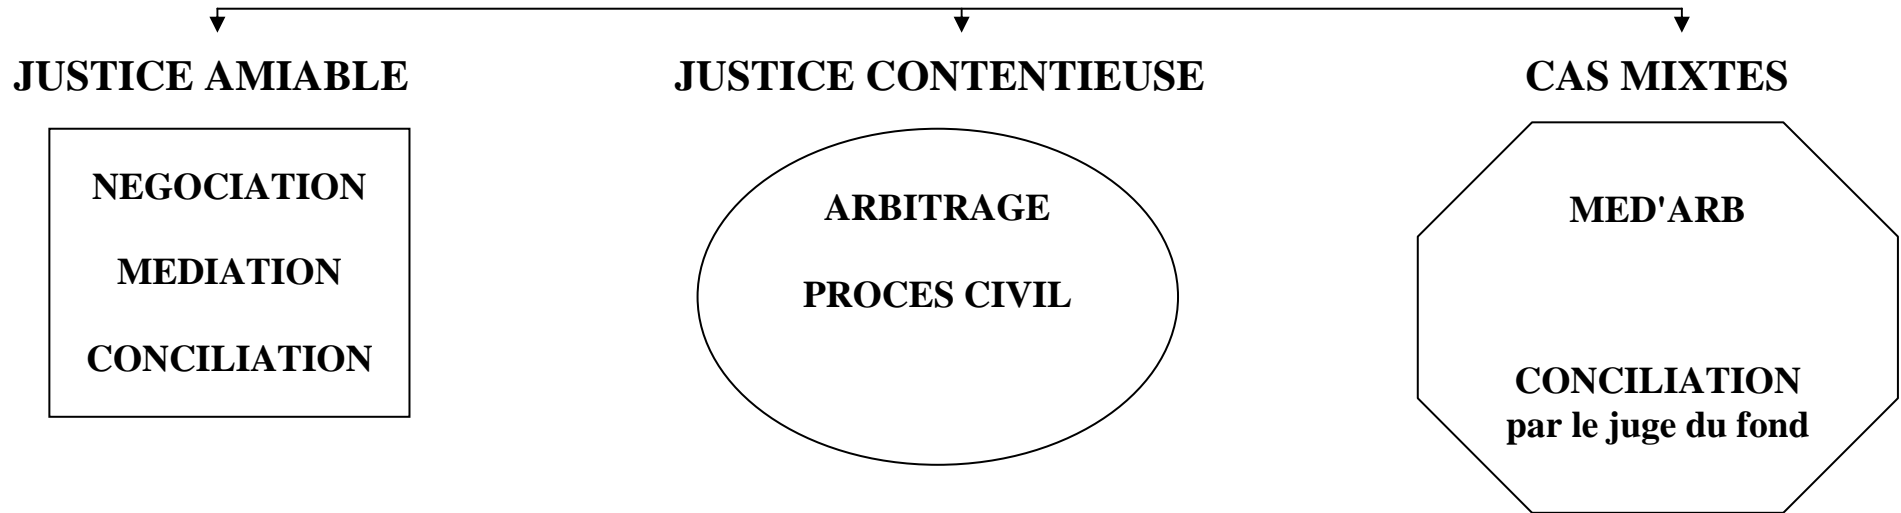 JUSTICE AMIABLE
NEGOCIATION
MEDIATION
CONCILIATION
JUSTICE CONTENTIEUSE
ARBITRAGE
PROCES CIVIL
CAS MIXTES
MED'ARB
CONCILIATION
par le juge du fond